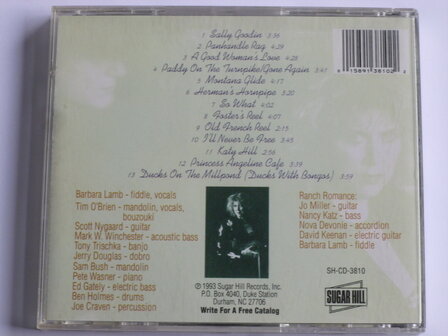 1 Sally Goodin 3:36
2 Panhandle Rag 4:29
3 A Good Woman's Love 4:28
4 Paddy On The Turnpike/Gone Again 3:41
5 Montana Glide 4:17
6 Herman's Hornpipe 3:20
7 So What 4:02
8 Foster's Reel 4:07
9 Old French Reel 2:15
10 I'll Never Be Free 3:45
11 Katy Hill 2:56
12 Princess Angeline Cafe 3:39
13 Ducks On The Millpond (Ducks With Bongos) 3:59
15891 38102
Barbara Lamb - fiddle, vocals
Tim O'Brien - mandolin, vocals,
bouzouki
Scott Nygaard - guitar
Mark W. Winchester - acoustic bass
Tony Trischka - banjo
Jerry Douglas - dobro
Sam Bush - mandolin
Pete Wasner - piano
Ed Gately - electric bass
Ben Holmes - drums
Joe Craven - percussion
©1993 Sugar Hill Records, Inc.
P.O. Box 4040, Duke Station
Durham, NC 27706
Write For A Free Catalog
Ranch Romance:
Jo Miller - guitar
Nancy Katz - bass
Nova Devonie - accordion
David Keenan - electric guitar
Barbara Lamb - fiddle
SH-CD-3810
SUGAR HILL